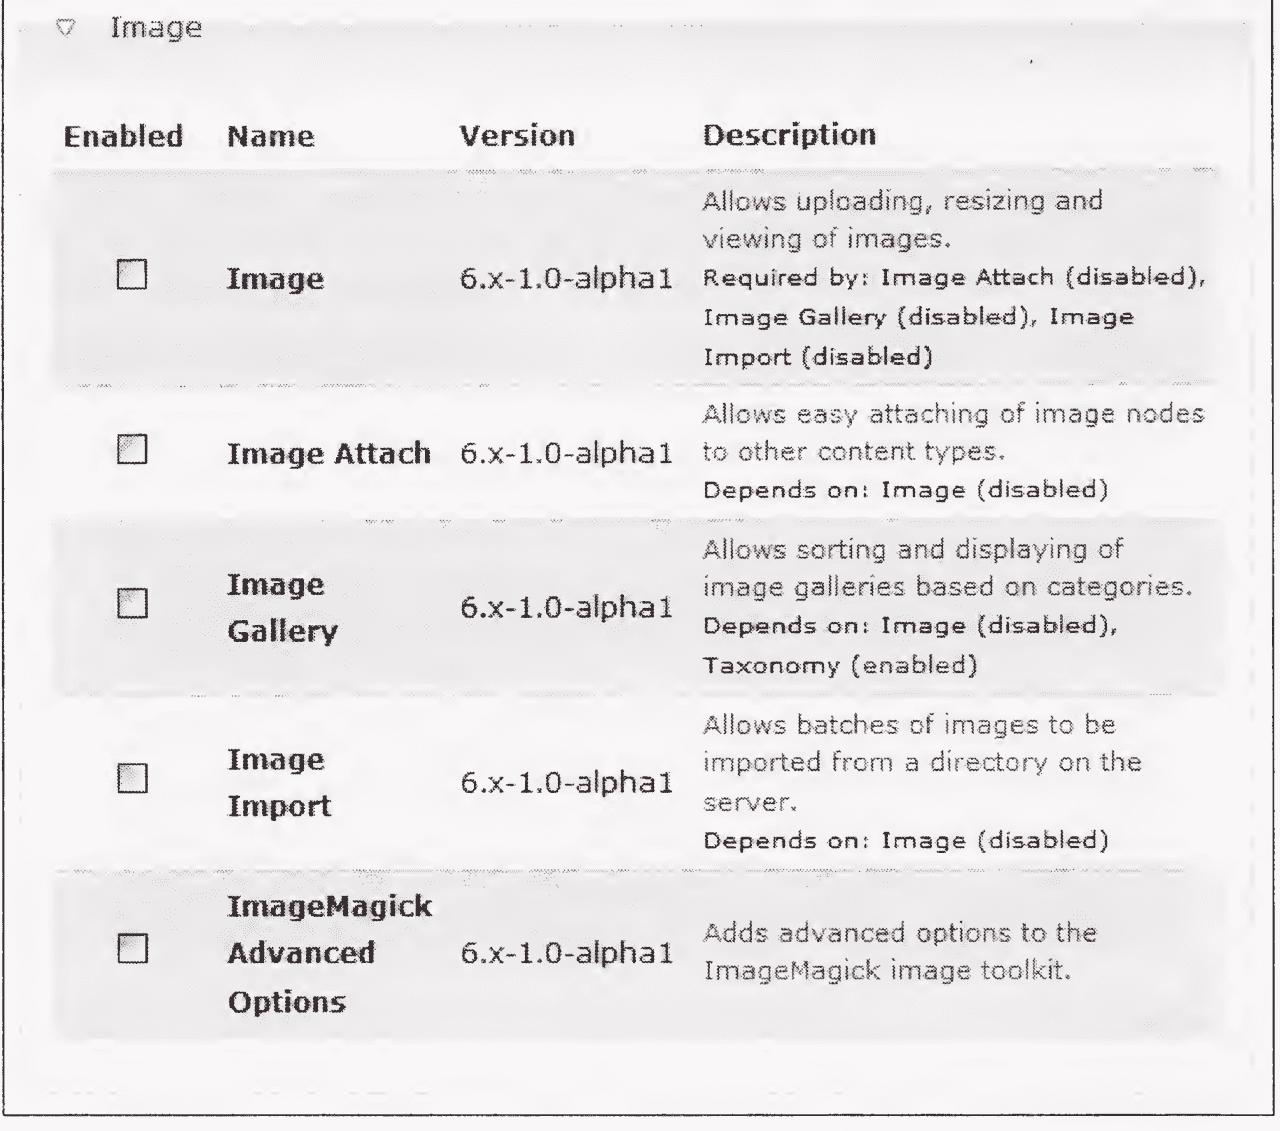 ▽ Image
Enabled Name Version Description
Allows uploading, resizing and
viewing of images.
Image 6.x-1.0-alpha1 Required by: Image Attach (disabled),
Image Gallery (disabled), Image
Import (disabled)
Allows easy attaching of image nodes
Image Attach 6.x-1.0-alpha1 to other content types.
Depends on: Image (disabled)
Allows sorting and displaying of
Image image galleries based on categories.
6.x-1.0-alpha1
Gallery Depends on: Image (disabled),
Taxonomy (enabled)
Allows batches of images to be
Image imported from a directory on the
6.x-1.0-alpha1
Import server.
Depends on: Image (disabled)
ImageMagick
Advanced 6.x-1.0-alpha1 Adds advanced options to the
Options ImageMagick image toolkit.